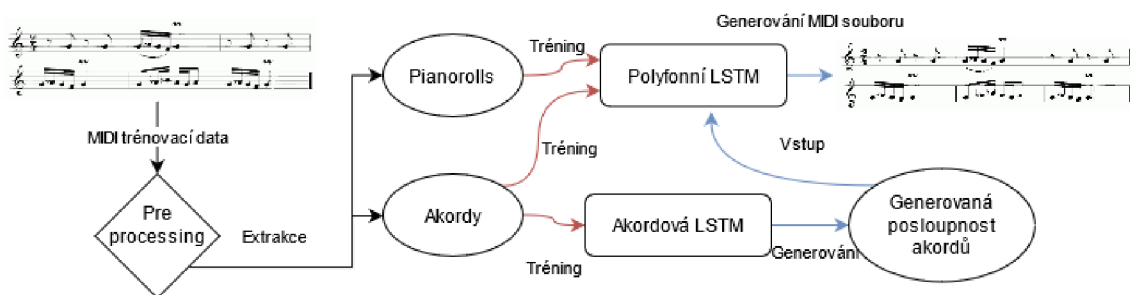 Generování MIDI souboru
Tréning
Pianorolls
Polyfonní LSTM
MIDI trénovací data
Tréning
Vstup
Pre
processing
Extrakce
Akordy
Akordová LSTM
Generovaná
posloupnost
akordů
Generování
Tréning